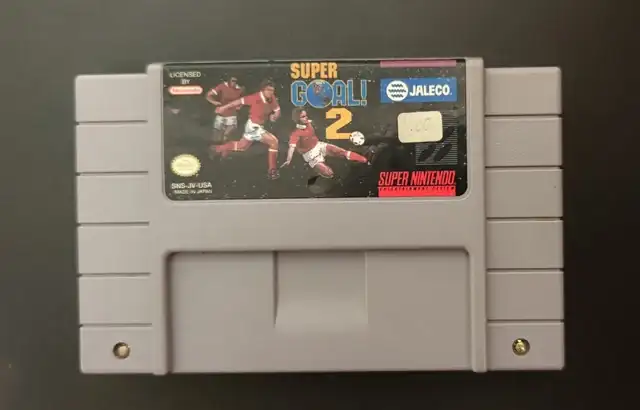 LICENSED
BY
Nintendo
SUPER
GOAL!
2
JALECO.
SNS-JV-USA
MADE IN JAPAN
SUPER NINTENDO
ENTERTAINMENT SYSTEM